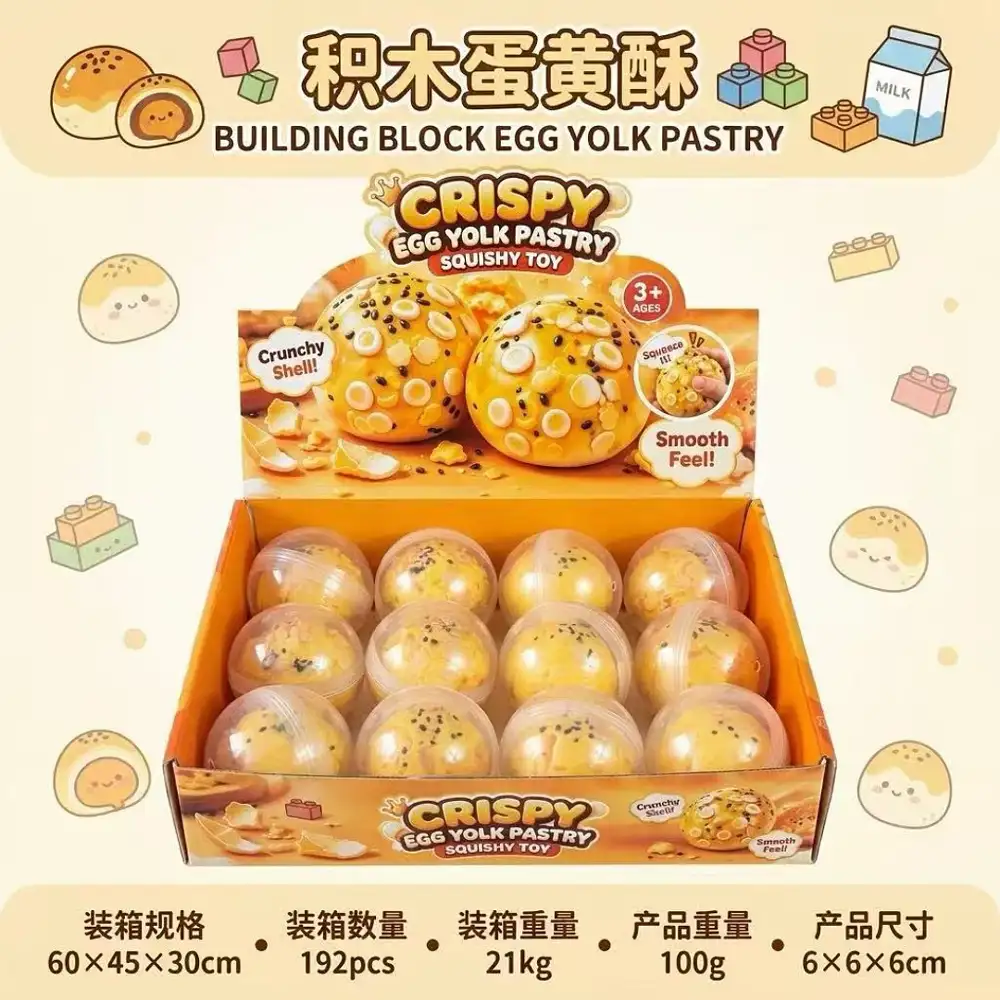 积木蛋黄酥
BUILDING BLOCK EGG YOLK PASTRY
MILK
CRISPY
EGG YOLK PASTRY
SQUISHY TOY
3+
AGES
Crunchy
Shell!
Squeeze
It!
Smooth
Feel!
CRISPY
EGG YOLK PASTRY
SQUISHY TOY
Crunchy
Shell!
Smooth
Feel!
装箱规格
60×45×30cm
装箱数量
192pcs
装箱重量
21kg
产品重量
100g
产品尺寸
6×6×6cm